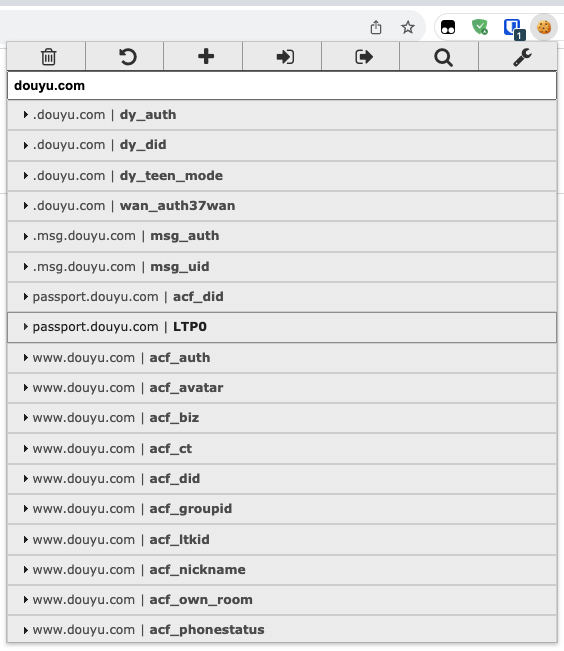 1
douyu.com
.douyu.com | dy_auth
.douyu.com | dy_did
.douyu.com | dy_teen_mode
.douyu.com | wan_auth37wan
.msg.douyu.com | msg_auth
.msg.douyu.com | msg_uid
passport.douyu.com | acf_did
passport.douyu.com | LTP0
www.douyu.com | acf_auth
www.douyu.com | acf_avatar
www.douyu.com | acf_biz
www.douyu.com | acf_ct
www.douyu.com | acf_did
www.douyu.com | acf_groupid
www.douyu.com | acf_ltkid
www.douyu.com | acf_nickname
www.douyu.com | acf_own_room
www.douyu.com | acf_phonestatus